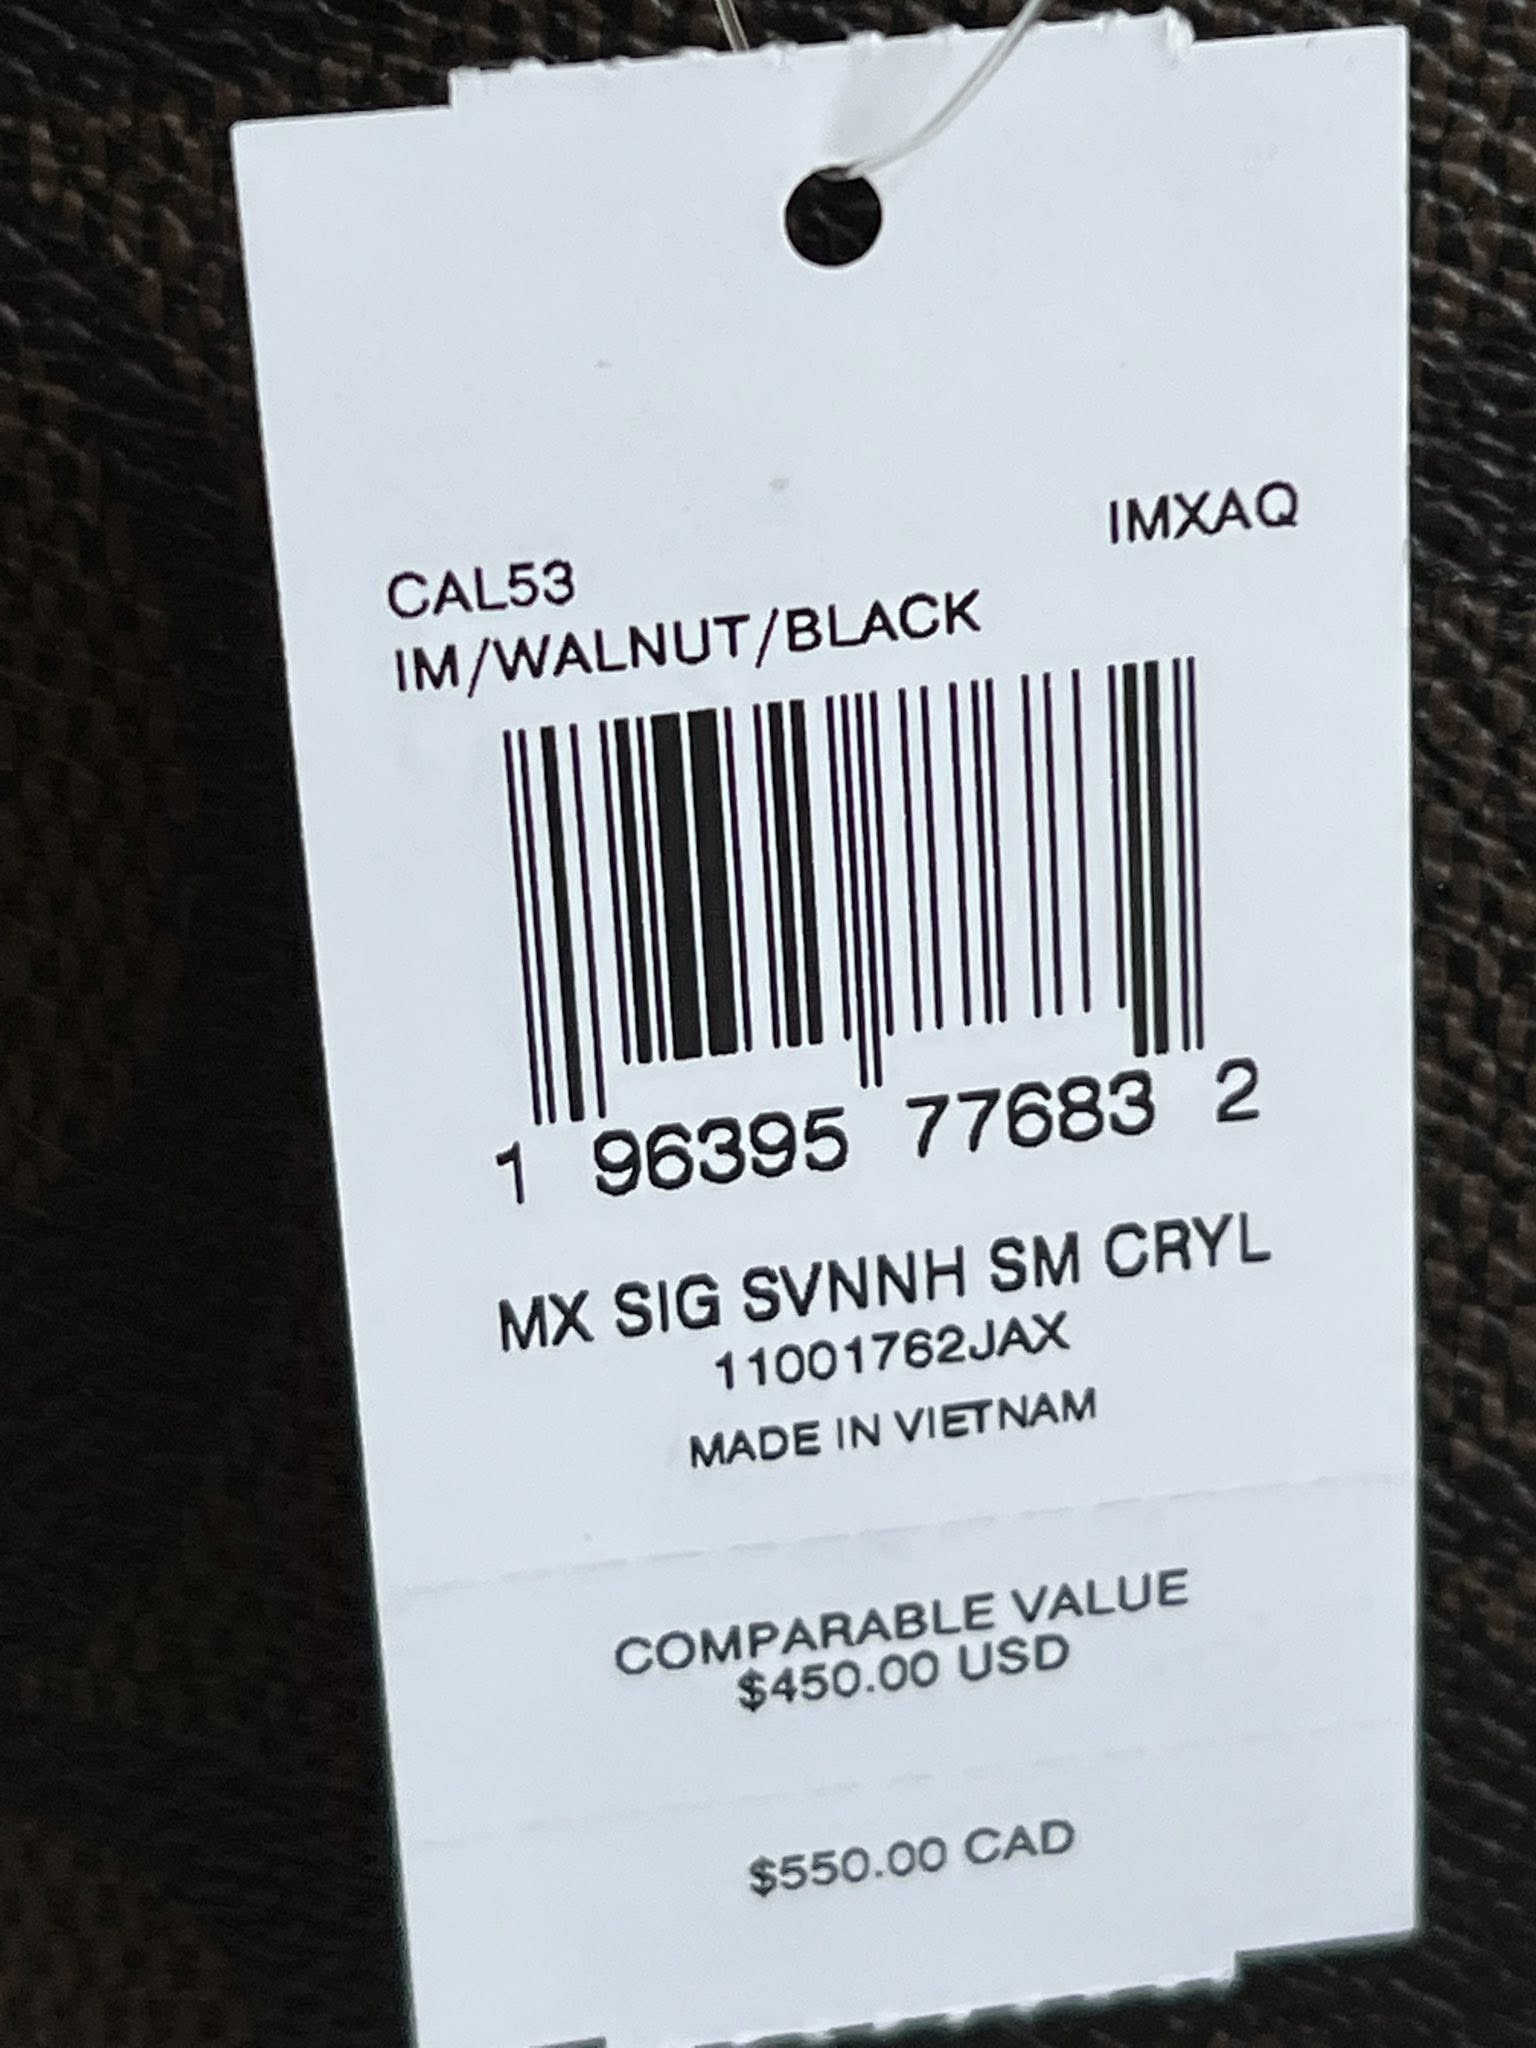 IMXAQ
CAL53
IM/WALNUT/BLACK
1 96395 77683 2
MX SIG SVNNH SM CRYL
11001762JAX
MADE IN VIETNAM
COMPARABLE VALUE
$450.00 USD
$550.00 CAD